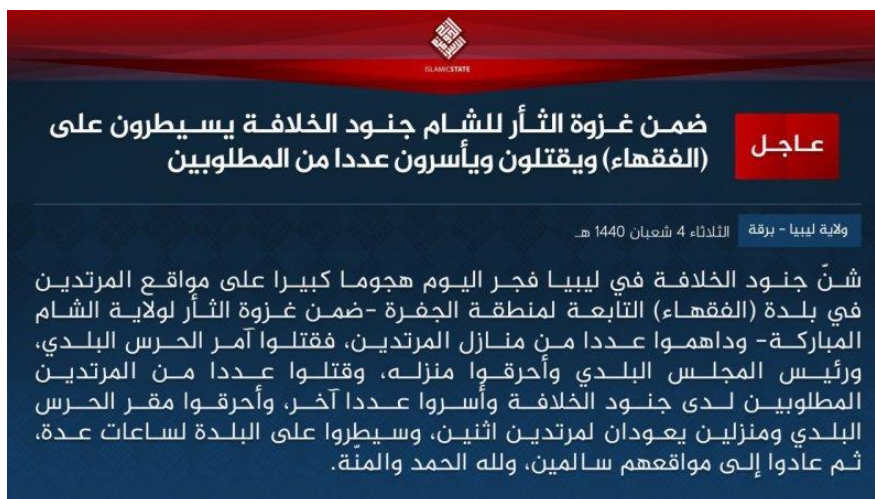 ISLAMICSTATE
ضمن غزوة الثأر للشام جنود الخلافة يسيطرون على
(الفقهاء) ويقتلون ويأسرون عددا من المطلوبين
عاجل
ولاية ليبيا - برقة الثلاثاء 4 شعبان 1440 هـ
شنّ جنود الخلافة في ليبيا فجر اليوم هجوما كبيرا على مواقع المرتدين
في بلدة (الفقهاء) التابعة لمنطقة الجفرة -ضمن غزوة الثأر لولاية الشام
المباركة- وداهموا عددا من منازل المرتدين، فقتلوا آمر الحرس البلدي،
ورئيس المجلس البلدي وأحرقوا منزله، وقتلوا عددا من المرتدين
المطلوبين لدى جنود الخلافة وأسروا عددا آخر، وأحرقوا مقر الحرس
البلدي ومنزلين يعودان لمرتدين اثنين، وسيطروا على البلدة لساعات عدة،
ثم عادوا إلى مواقعهم سالمين، ولله الحمد والمنّة.